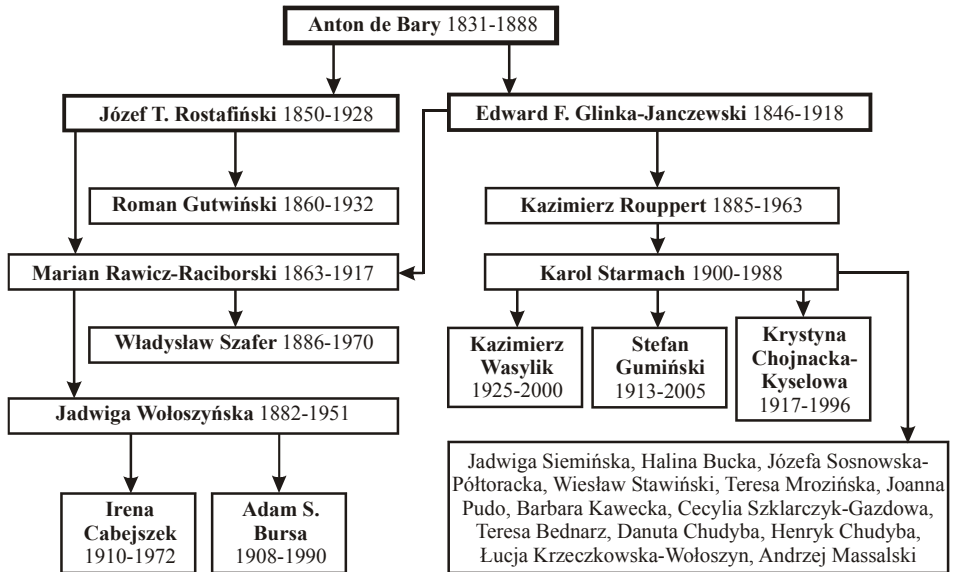 Anton de Bary 1831-1888
Józef T. Rostafiński 1850-1928
Edward F. Glinka-Janczewski 1846-1918
Roman Gutwiński 1860-1932
Kazimierz Rouppert 1885-1963
Marian Rawicz-Raciborski 1863-1917
Karol Starmach 1900-1988
Władysław Szafer 1886-1970
Kazimierz
Wasylik
1925-2000
Stefan
Gumiński
1913-2005
Krystyna
Chojnacka-
Kyselowa
1917-1996
Jadwiga Wołoszyńska 1882-1951
Irena
Cabejszek
1910-1972
Adam S.
Bursa
1908-1990
Jadwiga Siemińska, Halina Bucka, Józefa Sosnowska-
Półtoracka, Wiesław Stawiński, Teresa Mrozińska, Joanna
Pudo, Barbara Kawecka, Cecylia Szklarczyk-Gazdowa,
Teresa Bednarz, Danuta Chudyba, Henryk Chudyba,
Łucja Krzeczkowska-Wołoszyn, Andrzej Massalski